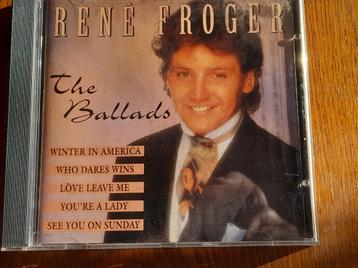 RENÉ FROGER
The
Ballads
WINTER IN AMERICA
WHO DARES WINS
LÖVE LEAVE ME
YOU'RE A LADY
SEE YOU ON SUNDAY